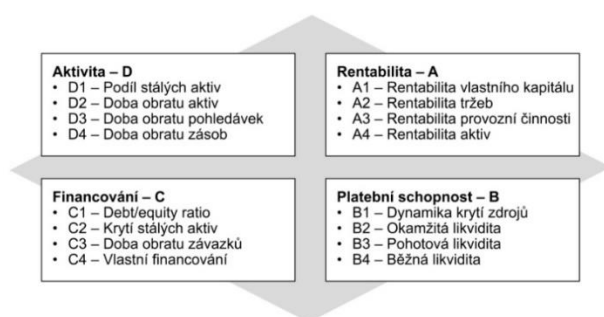 Aktivita – D
• D1 – Podíl stálých aktiv
• D2 – Doba obratu aktiv
• D3 – Doba obratu pohledávek
• D4 – Doba obratu zásob
Rentabilita – A
• A1 – Rentabilita vlastního kapitálu
• A2 – Rentabilita tržeb
• A3 – Rentabilita provozní činnosti
• A4 – Rentabilita aktiv
Financování – C
• C1 – Debt/equity ratio
• C2 – Krytí stálých aktiv
• C3 – Doba obratu závazků
• C4 – Vlastní financování
Platební schopnost – B
• B1 – Dynamika krytí zdrojů
• B2 – Okamžitá likvidita
• B3 – Pohotová likvidita
• B4 – Běžná likvidita